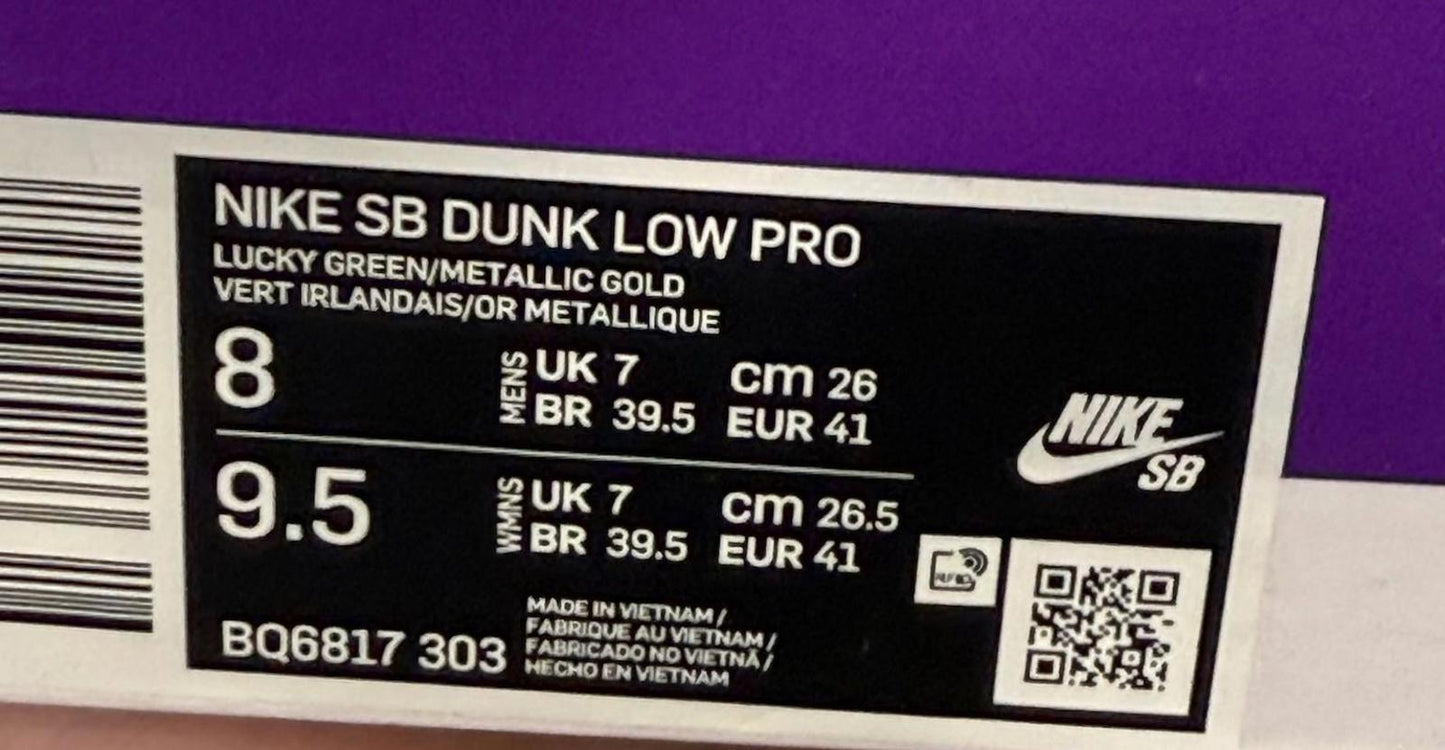 NIKE SB DUNK LOW PRO
LUCKY GREEN/METALLIC GOLD
VERT IRLANDAIS/OR METALLIQUE
8
MENS
UK 7 cm 26
BR 39.5 EUR 41
9.5
WMNS
UK 7 cm 26.5
BR 39.5 EUR 41
NIKE
SB
BQ6817 303
MADE IN VIETNAM /
FABRIQUE AU VIETNAM /
FABRICADO NO VIETNÃ /
HECHO EN VIETNAM